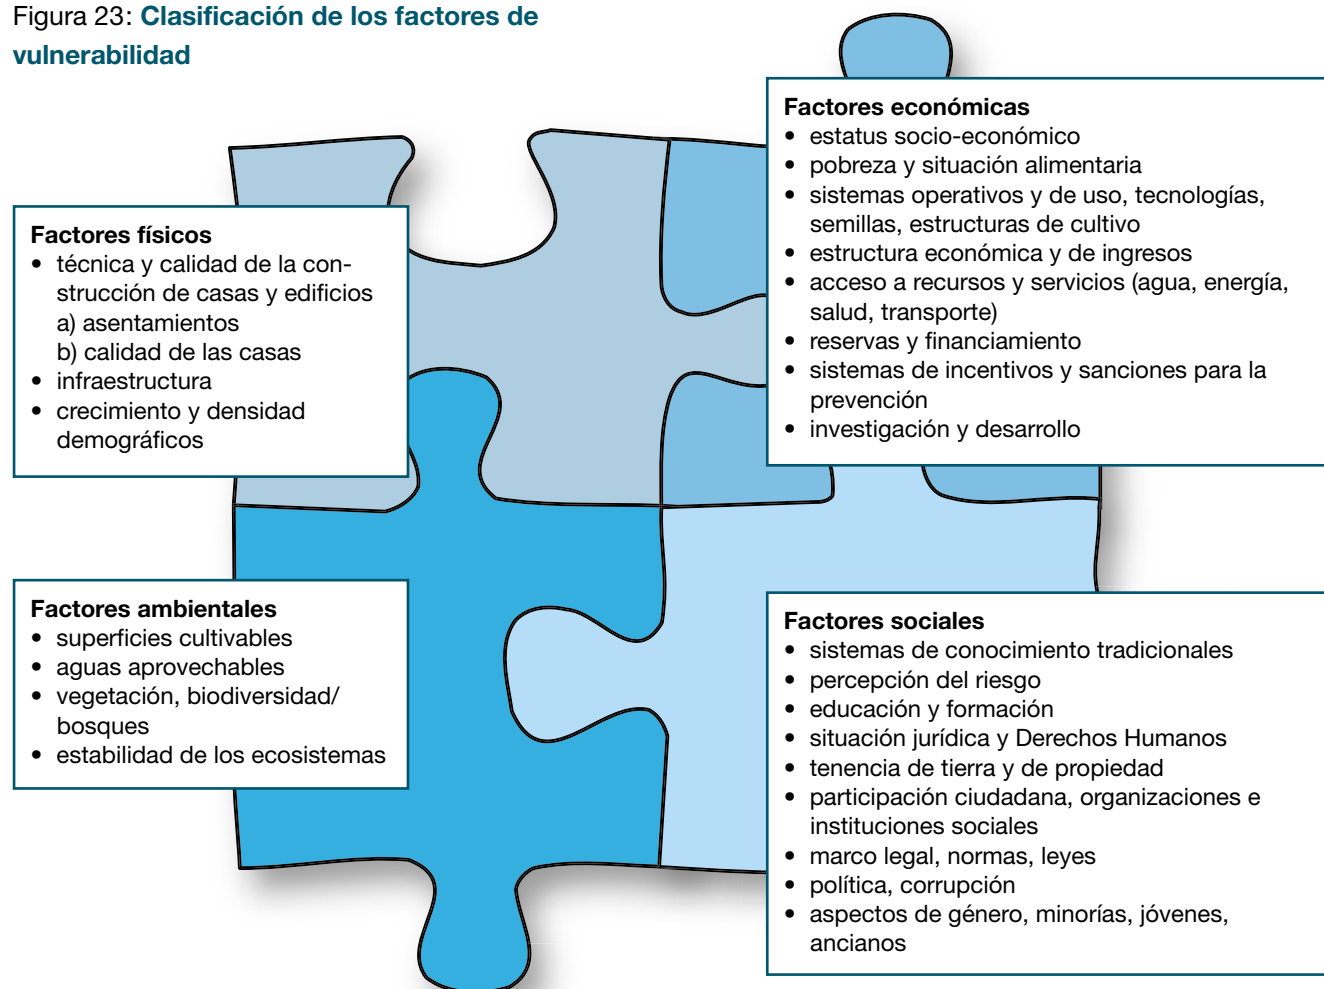 Figura 23: Clasificación de los factores de
vulnerabilidad
Factores económicas
• estatus socio-económico
• pobreza y situación alimentaria
• sistemas operativos y de uso, tecnologías,
semillas, estructuras de cultivo
• estructura económica y de ingresos
• acceso a recursos y servicios (agua, energía,
salud, transporte)
• reservas y financiamiento
• sistemas de incentivos y sanciones para la
prevención
• investigación y desarrollo
Factores físicos
• técnica y calidad de la con-
strucción de casas y edificios
a) asentamientos
b) calidad de las casas
• infraestructura
• crecimiento y densidad
demográficos
Factores ambientales
• superficies cultivables
• aguas aprovechables
• vegetación, biodiversidad/
bosques
• estabilidad de los ecosistemas
Factores sociales
• sistemas de conocimiento tradicionales
• percepción del riesgo
• educación y formación
• situación jurídica y Derechos Humanos
• tenencia de tierra y de propiedad
• participación ciudadana, organizaciones e
instituciones sociales
• marco legal, normas, leyes
• política, corrupción
• aspectos de género, minorías, jóvenes,
ancianos